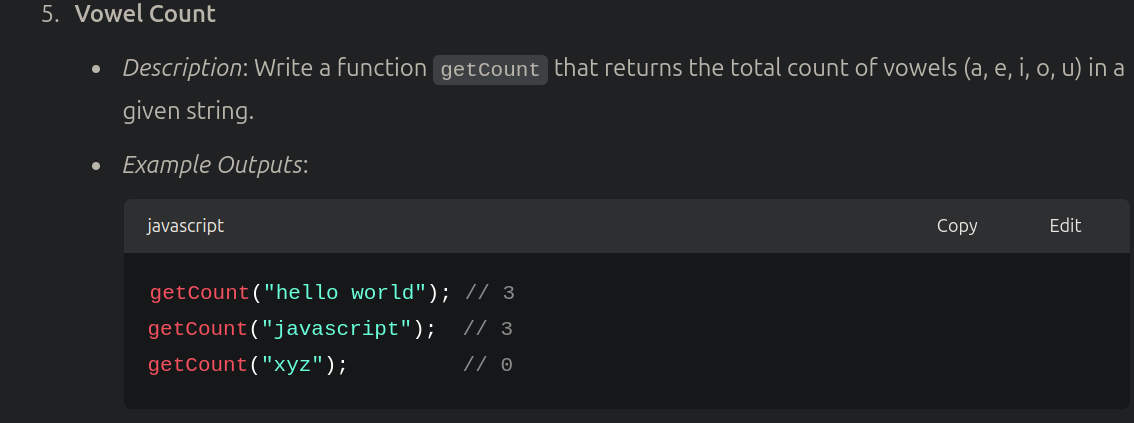 5. Vowel Count
• Description: Write a function getCount that returns the total count of vowels (a, e, i, o, u) in a
given string.
• Example Outputs:
javascript Copy Edit
getCount("hello world"); // 3
getCount("javascript");  // 3
getCount("xyz");         // 0